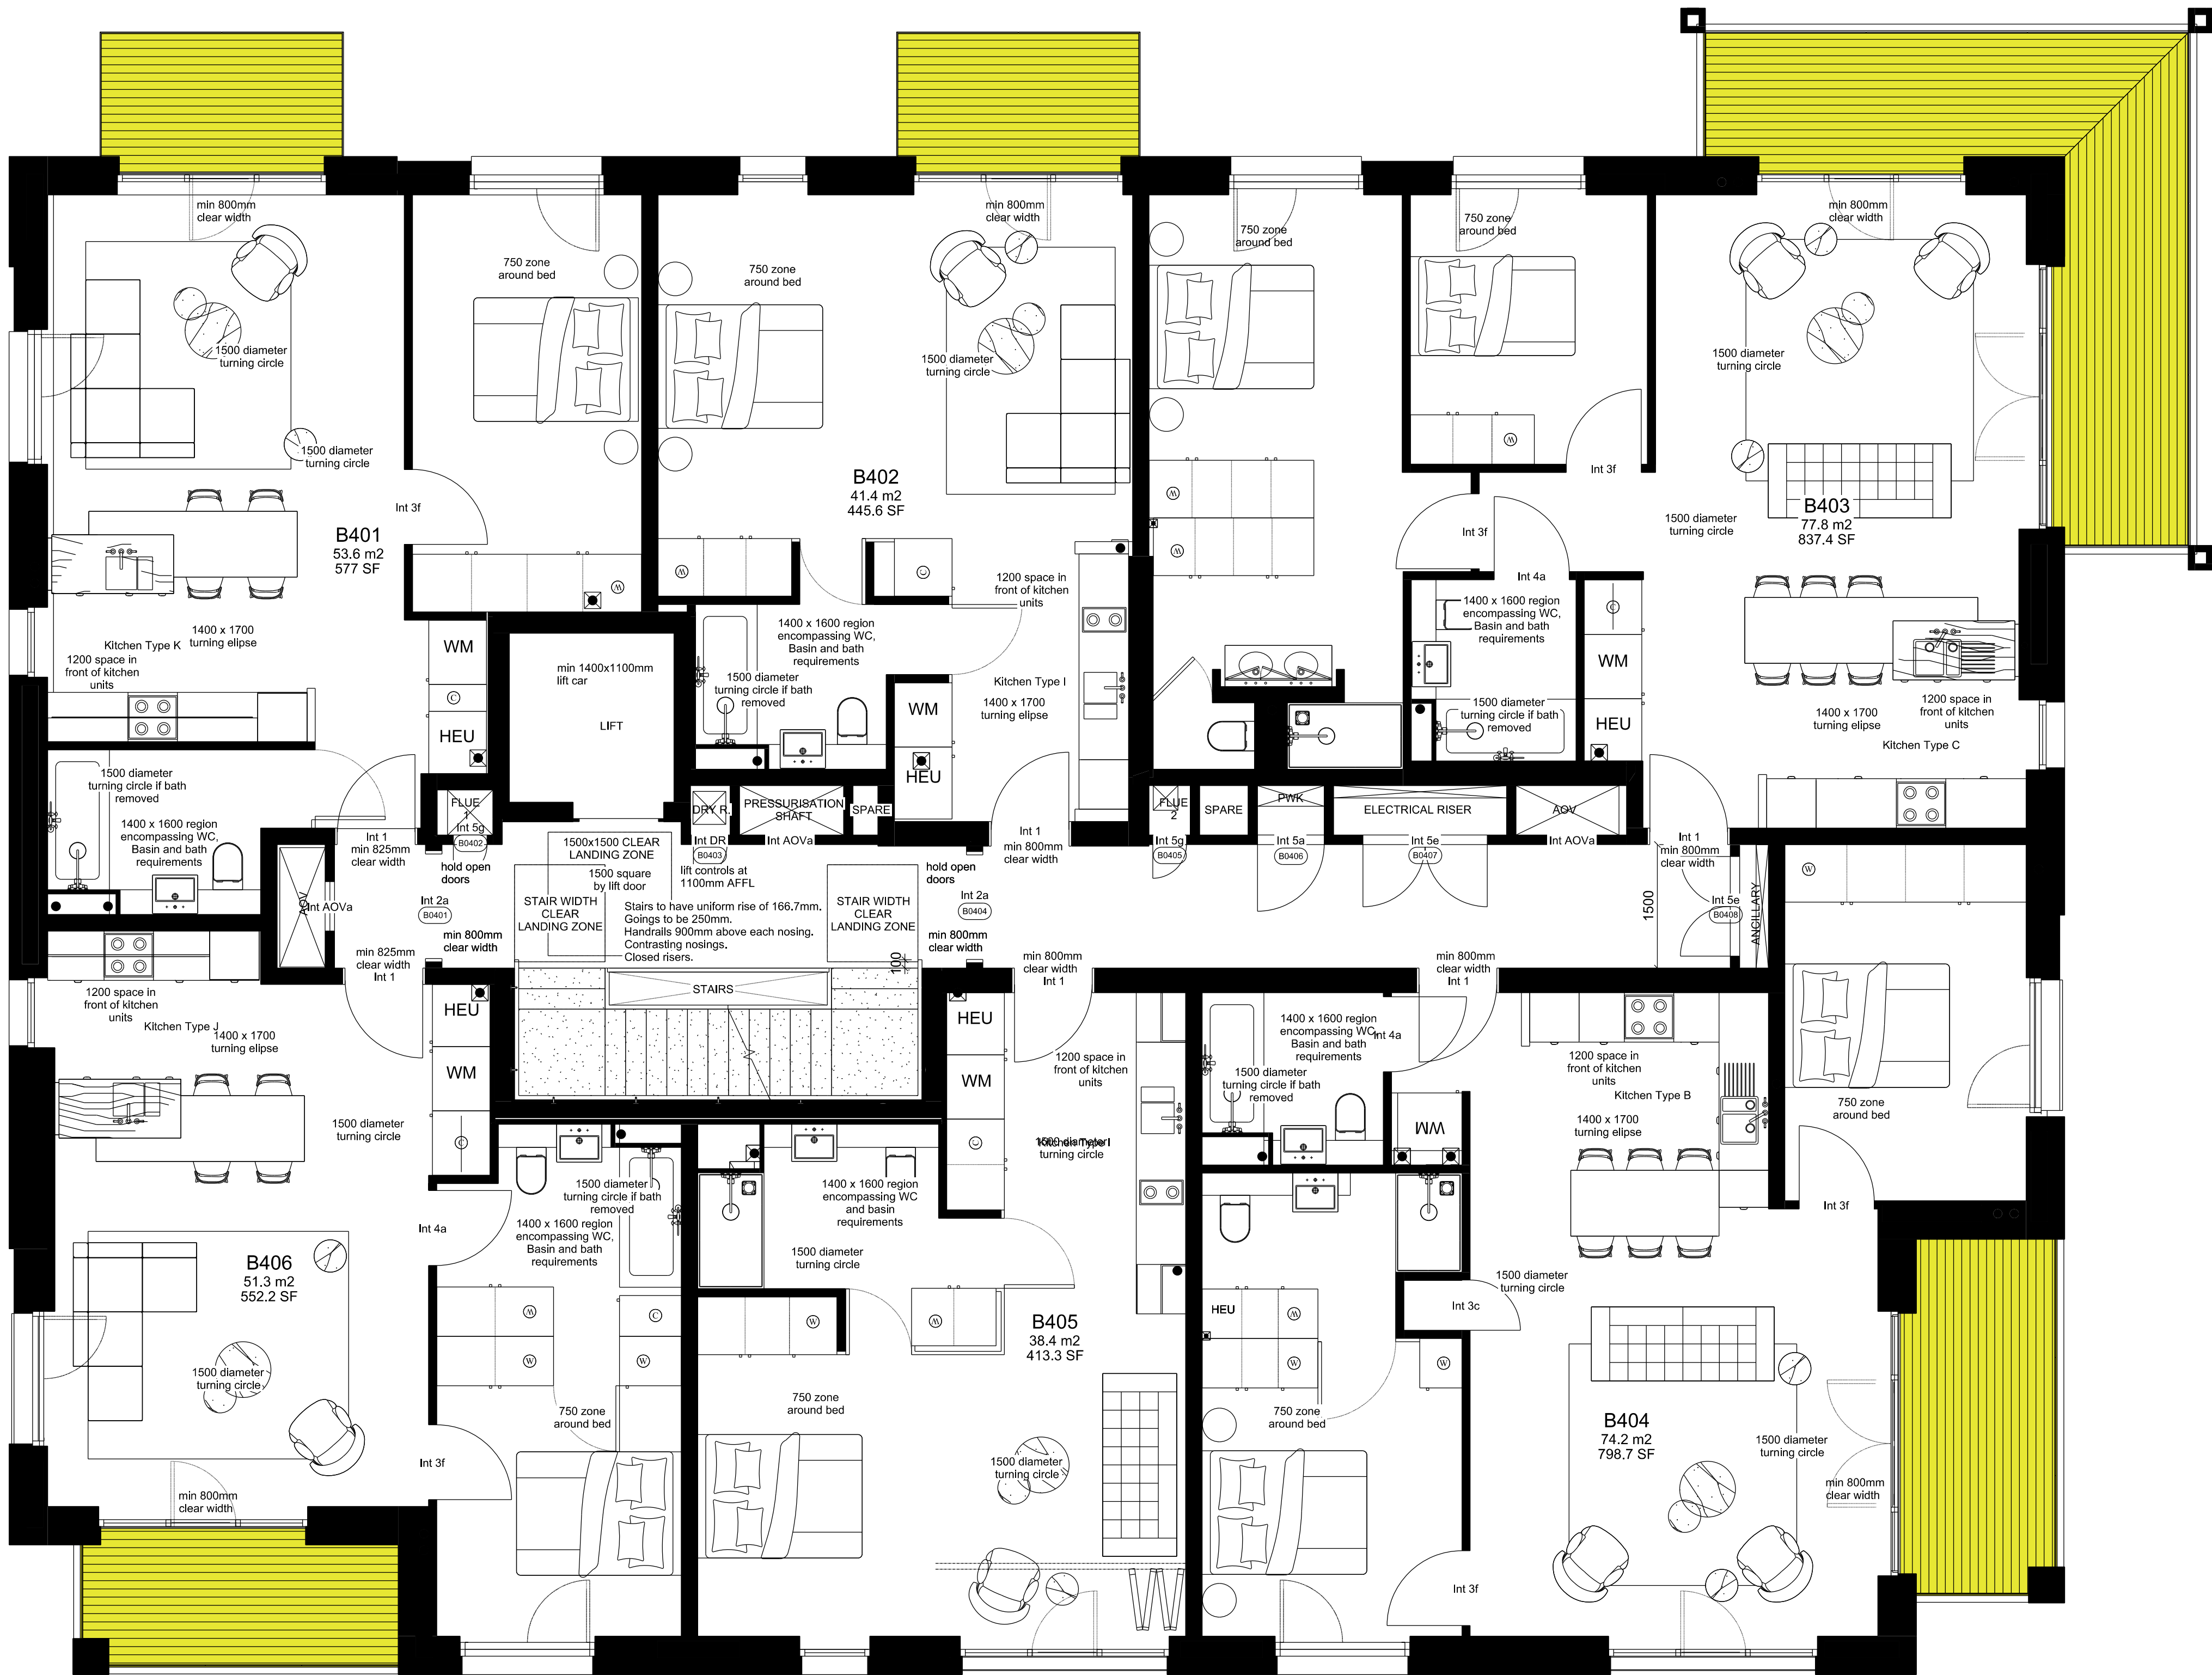 min 800mm
clear width
750 zone
around bed
1500 diameter
turning circle
1500 diameter
turning circle
Int 3f
B401
53.6 m2
577 SF
W
Kitchen Type K
1400 x 1700
turning elipse
1200 space in
front of kitchen
units
WM
C
HEU
1500 diameter
turning circle if bath
removed
1400 x 1600 region
encompassing WC,
Basin and bath
requirements
Int 1
min 825mm
clear width
750 zone
around bed
min 800mm
clear width
1500 diameter
turning circle
B402
41.4 m2
445.6 SF
W
C
1200 space in
front of kitchen
units
1400 x 1600 region
encompassing WC,
Basin and bath
requirements
1500 diameter
turning circle if bath
removed
Kitchen Type I
1400 x 1700
turning elipse
WM
HEU
Int 1
min 800mm
clear width
min 1400x1100mm
lift car
LIFT
750 zone
around bed
750 zone
around bed
W
W
W
Int 3f
Int 3f
Int 4a
1400 x 1600 region
encompassing WC,
Basin and bath
requirements
1500 diameter
turning circle if bath
removed
C
WM
HEU
min 800mm
clear width
1500 diameter
turning circle
1500 diameter
turning circle
B403
77.8 m2
837.4 SF
1400 x 1700
turning elipse
1200 space in
front of kitchen
units
Kitchen Type C
Int 1
min 800mm
clear width
FLUE
1
Int 5g
B0402
hold open
doors
Int 2a
B0401
min 800mm
clear width
AOV
Int AOVa
1500x1500 CLEAR
LANDING ZONE
1500 square
by lift door
DRY R.
Int DR
B0403
lift controls at
1100mm AFFL
PRESSURISATION
SHAFT
Int AOVa
SPARE
STAIR WIDTH
CLEAR
LANDING ZONE
Stairs to have uniform rise of 166.7mm.
Goings to be 250mm.
Handrails 900mm above each nosing.
Contrasting nosings.
Closed risers.
STAIR WIDTH
CLEAR
LANDING ZONE
100
STAIRS
hold open
doors
Int 2a
B0404
min 800mm
clear width
FLUE
2
Int 5g
B0405
SPARE
PWK
Int 5a
B0406
ELECTRICAL RISER
Int 5e
B0407
AOV
Int AOVa
1500
Int 5e
B0408
ANCILLARY
W
750 zone
around bed
Int 3f
min 825mm
clear width
Int 1
1200 space in
front of kitchen
units
Kitchen Type J
1400 x 1700
turning elipse
HEU
WM
C
1500 diameter
turning circle
Int 4a
B406
51.3 m2
552.2 SF
1500 diameter
turning circle
Int 3f
min 800mm
clear width
1500 diameter
turning circle if bath
removed
1400 x 1600 region
encompassing WC,
Basin and bath
requirements
W
C
W
W
750 zone
around bed
min 800mm
clear width
Int 1
HEU
WM
C
1200 space in
front of kitchen
units
Kitchen Type I
1500 diameter
turning circle
1400 x 1600 region
encompassing WC
and basin
requirements
1500 diameter
turning circle
W
W
B405
38.4 m2
413.3 SF
750 zone
around bed
1500 diameter
turning circle
min 800mm
clear width
Int 1
1400 x 1600 region
encompassing WC,
Basin and bath
requirements
Int 4a
1500 diameter
turning circle if bath
removed
WM
1200 space in
front of kitchen
units
Kitchen Type B
1400 x 1700
turning elipse
1500 diameter
turning circle
Int 3c
HEU
W
W
W
750 zone
around bed
B404
74.2 m2
798.7 SF
1500 diameter
turning circle
min 800mm
clear width
Int 3f